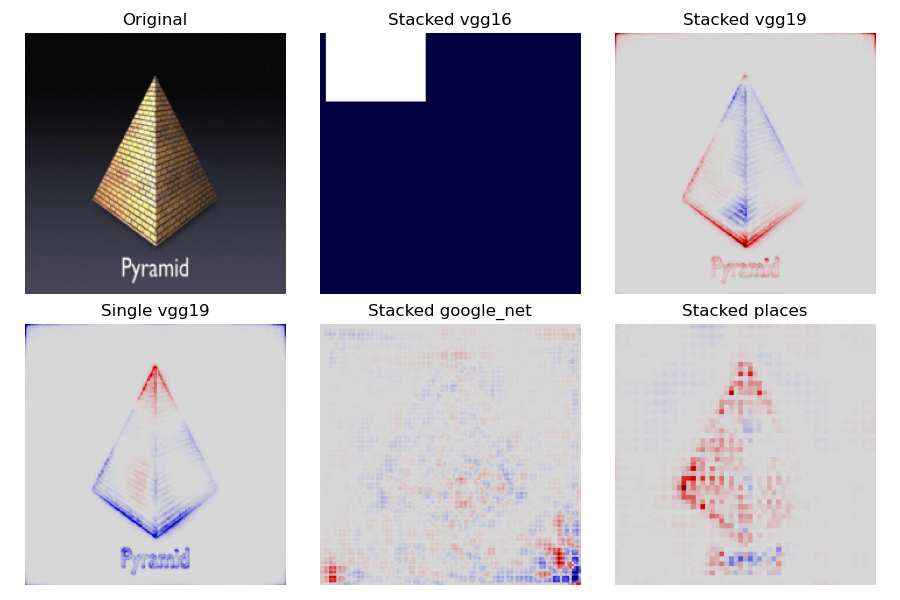 Original
Stacked vgg16
Stacked vgg19
Pyramid
Pyramid
Single vgg19
Stacked google_net
Stacked places
Pyramid